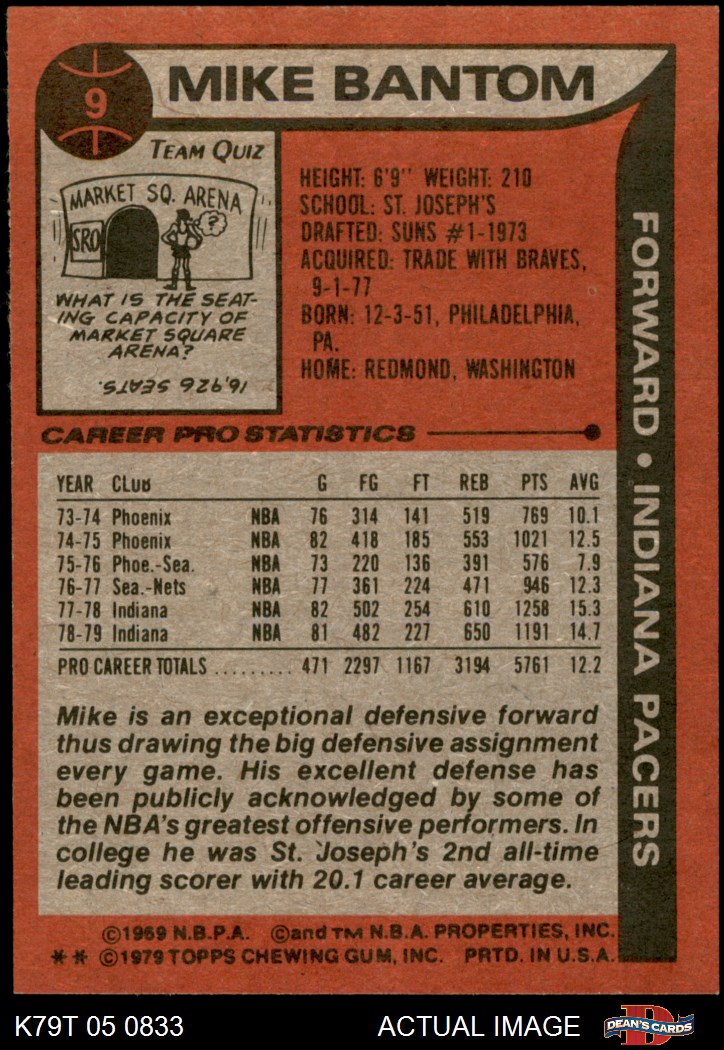 9
MIKE BANTOM
TEAM QUIZ
MARKET SQ. ARENA
SRO
?
WHAT IS THE SEAT-
ING CAPACITY OF
MARKET SQUARE
ARENA?
16,926 SEATS.
HEIGHT: 6'9" WEIGHT: 210
SCHOOL: ST. JOSEPH'S
DRAFTED: SUNS #1-1973
ACQUIRED: TRADE WITH BRAVES,
9-1-77
BORN: 12-3-51, PHILADELPHIA,
PA.
HOME: REDMOND, WASHINGTON
FORWARD • INDIANA PACERS
CAREER PRO STATISTICS
YEAR CLUB G FG FT REB PTS AVG
73-74 Phoenix NBA 76 314 141 519 769 10.1
74-75 Phoenix NBA 82 418 185 553 1021 12.5
75-76 Phoe.-Sea. NBA 73 220 136 391 576 7.9
76-77 Sea.-Nets NBA 77 361 224 471 946 12.3
77-78 Indiana NBA 82 502 254 610 1258 15.3
78-79 Indiana NBA 81 482 227 650 1191 14.7
PRO CAREER TOTALS ......... 471 2297 1167 3194 5761 12.2
Mike is an exceptional defensive forward
thus drawing the big defensive assignment
every game. His excellent defense has
been publicly acknowledged by some of
the NBA's greatest offensive performers. In
college he was St. Joseph's 2nd all-time
leading scorer with 20.1 career average.
©1969 N.B.P.A. ©and TM N.B.A. PROPERTIES, INC.
** ©1979 TOPPS CHEWING GUM, INC. PRTD. IN U.S.A.
K79T 05 0833 ACTUAL IMAGE D DEAN'S CARDS